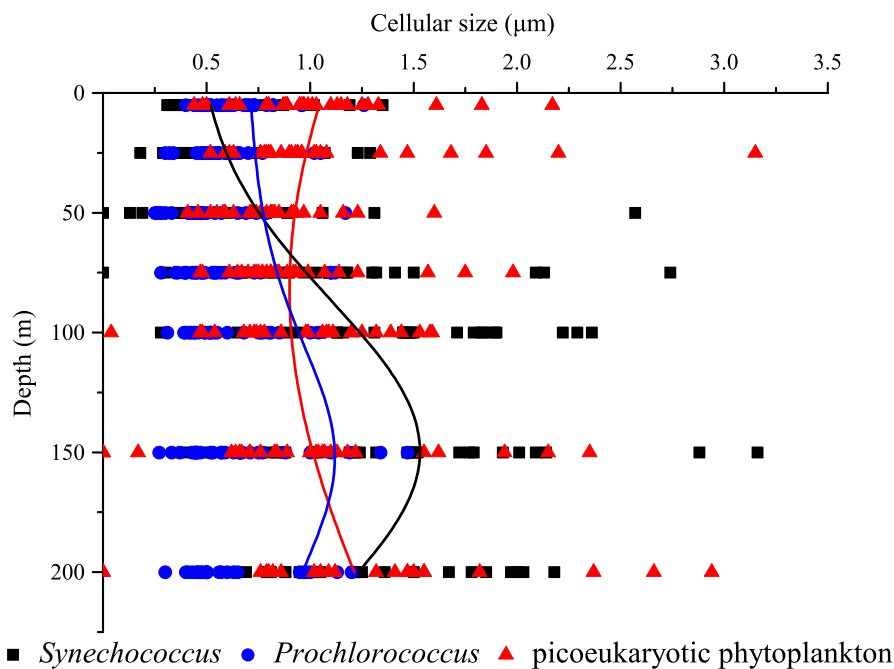 Cellular size (μm)
0.5 1.0 1.5 2.0 2.5 3.0 3.5
0
50
100
150
200
Depth (m)
Synechococcus Prochlorococcus picoeukaryotic phytoplankton